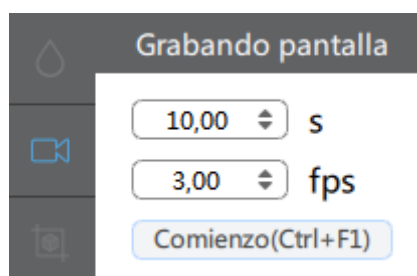 Grabando pantalla
10,00 s
3,00 fps
Comienzo(Ctrl+F1)